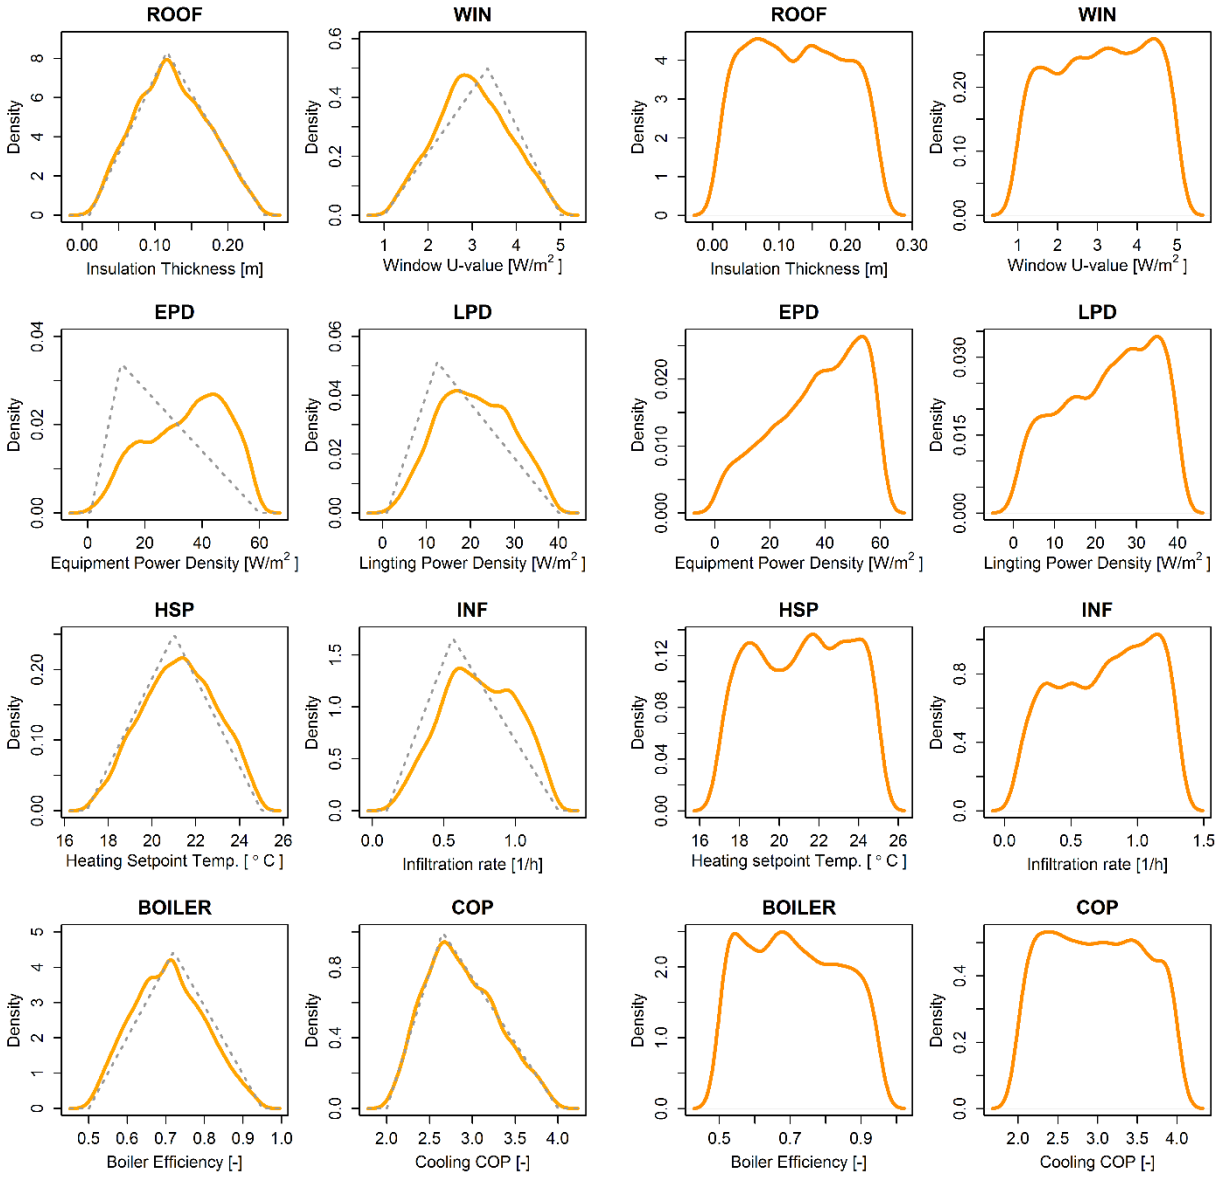 ROOF
Density
0 2 4 6 8
0.00 0.10 0.20
Insulation Thickness [m]
WIN
Density
0.0 0.2 0.4 0.6
1 2 3 4 5
Window U-value [W/m² ]
ROOF
Density
0 1 2 3 4
0.00 0.10 0.20 0.30
Insulation Thickness [m]
WIN
Density
0.00 0.10 0.20
1 2 3 4 5
Window U-value [W/m² ]
EPD
Density
0.00 0.02 0.04
0 20 40 60
Equipment Power Density [W/m² ]
LPD
Density
0.00 0.02 0.04 0.06
0 10 20 30 40
Lingting Power Density [W/m² ]
EPD
Density
0.000 0.010 0.020
0 20 40 60
Equipment Power Density [W/m² ]
LPD
Density
0.000 0.015 0.030
0 10 20 30 40
Lingting Power Density [W/m² ]
HSP
Density
0.00 0.10 0.20
16 18 20 22 24 26
Heating Setpoint Temp. [ ° C ]
INF
Density
0.0 0.5 1.0 1.5
0.0 0.5 1.0
Infiltration rate [1/h]
HSP
Density
0.00 0.04 0.08 0.12
16 18 20 22 24 26
Heating setpoint Temp. [ ° C ]
INF
Density
0.0 0.4 0.8
0.0 0.5 1.0 1.5
Infiltration rate [1/h]
BOILER
Density
0 1 2 3 4 5
0.5 0.6 0.7 0.8 0.9 1.0
Boiler Efficiency [-]
COP
Density
0.0 0.4 0.8
2.0 2.5 3.0 3.5 4.0
Cooling COP [-]
BOILER
Density
0.0 1.0 2.0
0.5 0.7 0.9
Boiler Efficiency [-]
COP
Density
0.0 0.2 0.4
2.0 2.5 3.0 3.5 4.0
Cooling COP [-]